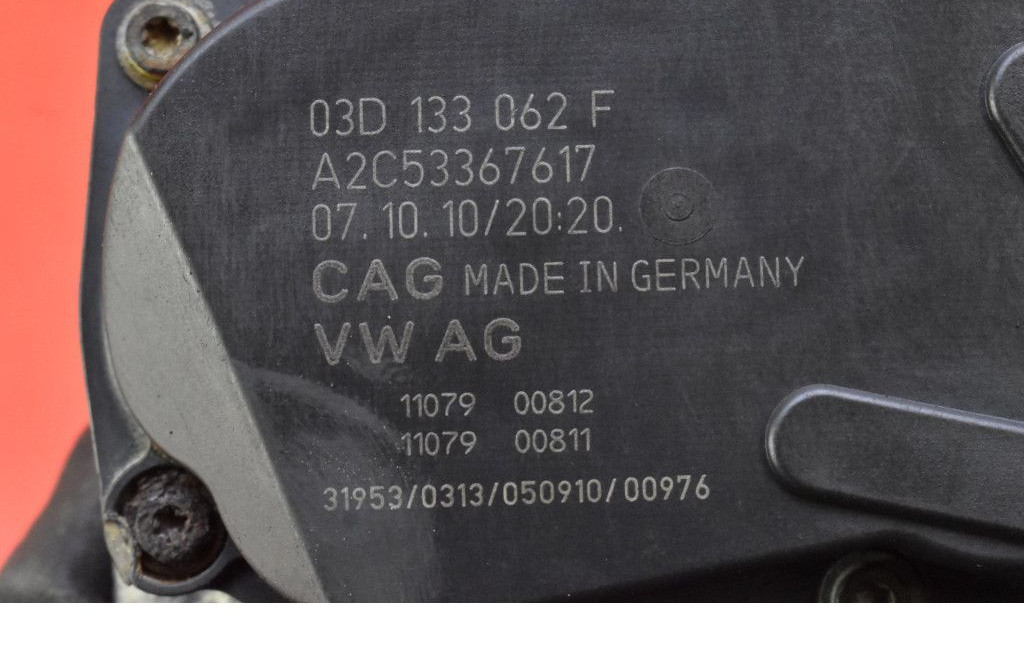 03D 133 062 F
A2C53367617
07.10.10/20:20.
CAG MADE IN GERMANY
VW AG
11079 00812
11079 00811
31953/0313/050910/00976